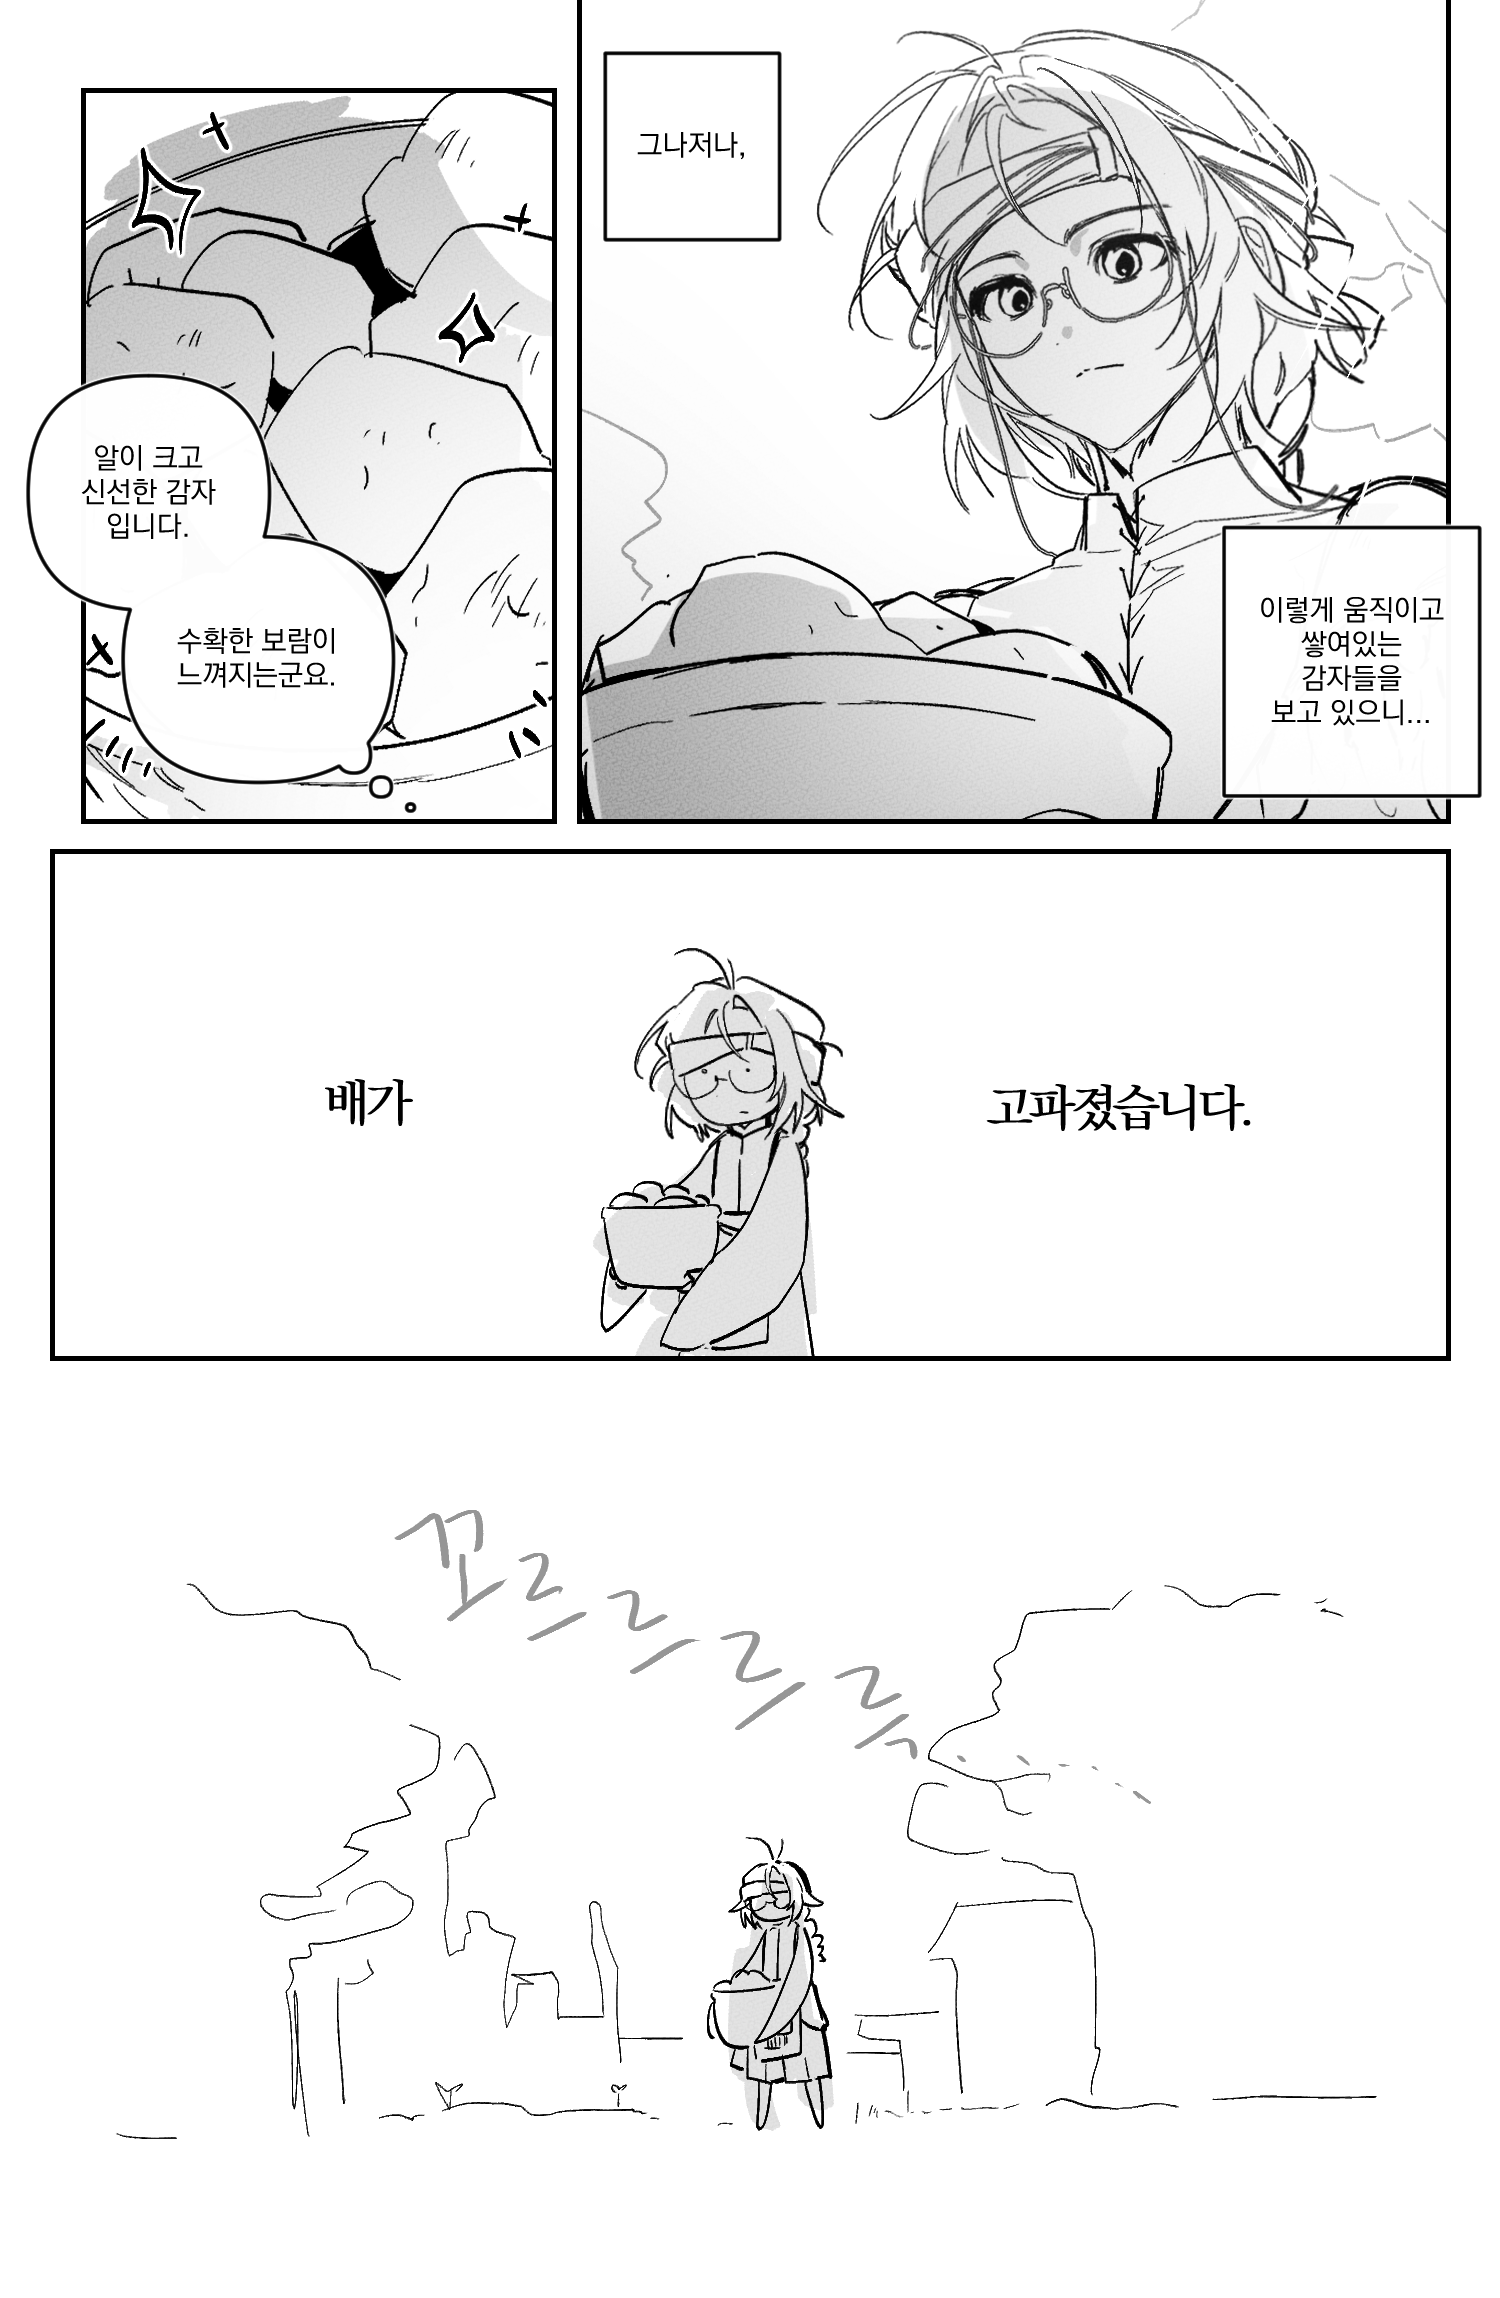 알이 크고
신선한 감자
입니다.
수확한 보람이
느껴지는군요.
그나저나,
이렇게 움직이고
쌓여있는
감자들을
보고 있으니...
배가
고파졌습니다.
꼬르르르륵